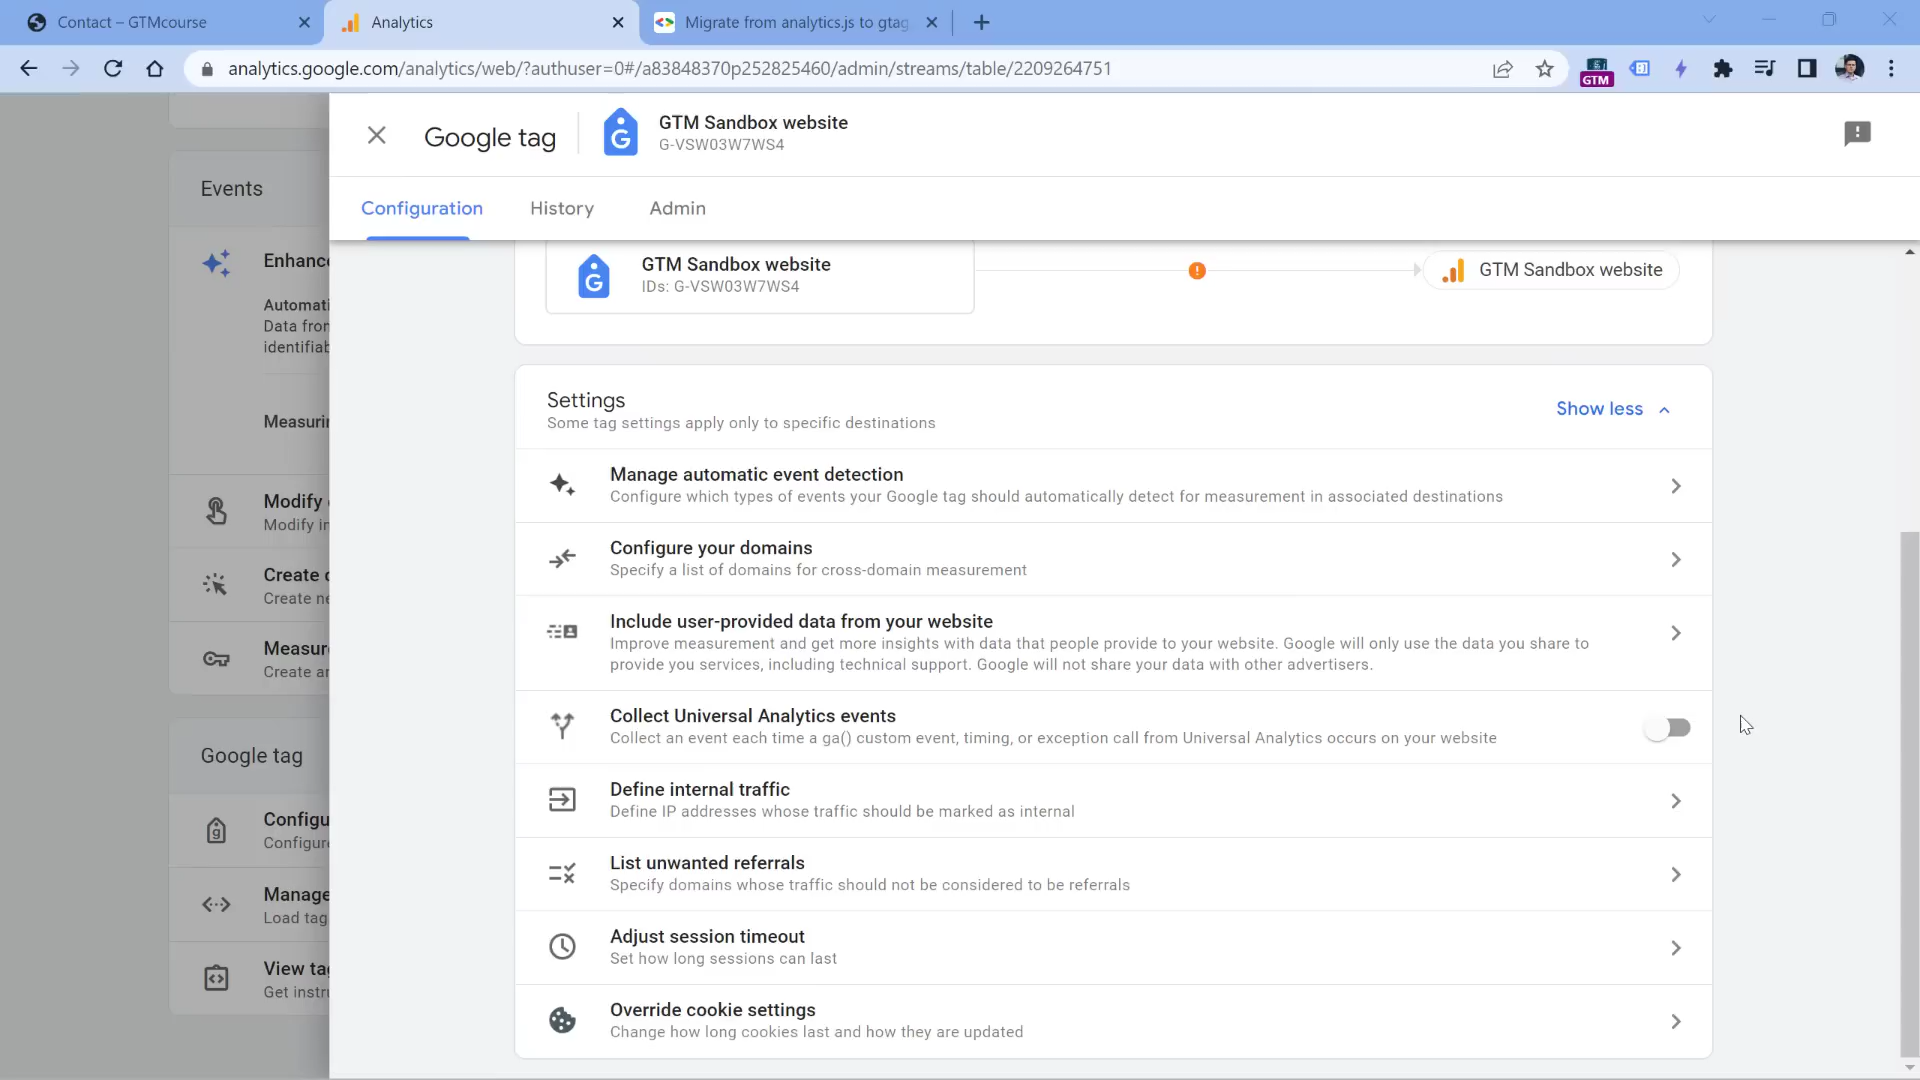 Contact – GTMcourse
Analytics
Migrate from analytics.js to gtag
analytics.google.com/analytics/web/?authuser=0#/a83848370p252825460/admin/streams/table/2209264751
GTM
Google tag
GTM Sandbox website
G-VSW03W7WS4
Configuration
History
Admin
Events
Enhanc
Automati
Data fron
identifiab
Measurin
Modify
Modify in
Create c
Create ne
Measur
Create an
Google tag
Configu
Configure
Manage
Load tag
View tag
Get instru
GTM Sandbox website
IDs: G-VSW03W7WS4
GTM Sandbox website
Settings
Some tag settings apply only to specific destinations
Show less
Manage automatic event detection
Configure which types of events your Google tag should automatically detect for measurement in associated destinations
Configure your domains
Specify a list of domains for cross-domain measurement
Include user-provided data from your website
Improve measurement and get more insights with data that people provide to your website. Google will only use the data you share to
provide you services, including technical support. Google will not share your data with other advertisers.
Collect Universal Analytics events
Collect an event each time a ga() custom event, timing, or exception call from Universal Analytics occurs on your website
Define internal traffic
Define IP addresses whose traffic should be marked as internal
List unwanted referrals
Specify domains whose traffic should not be considered to be referrals
Adjust session timeout
Set how long sessions can last
Override cookie settings
Change how long cookies last and how they are updated